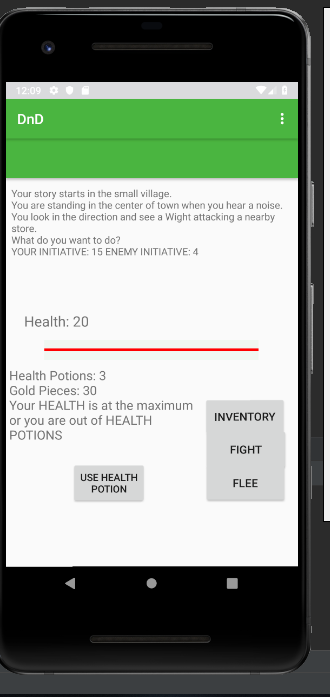 12:09
DnD
Your story starts in the small village.
You are standing in the center of town when you hear a noise.
You look in the direction and see a Wight attacking a nearby
store.
What do you want to do?
YOUR INITIATIVE: 15 ENEMY INITIATIVE: 4
Health: 20
Health Potions: 3
Gold Pieces: 30
Your HEALTH is at the maximum
or you are out of HEALTH
POTIONS
INVENTORY
FIGHT
FLEE
USE HEALTH
POTION